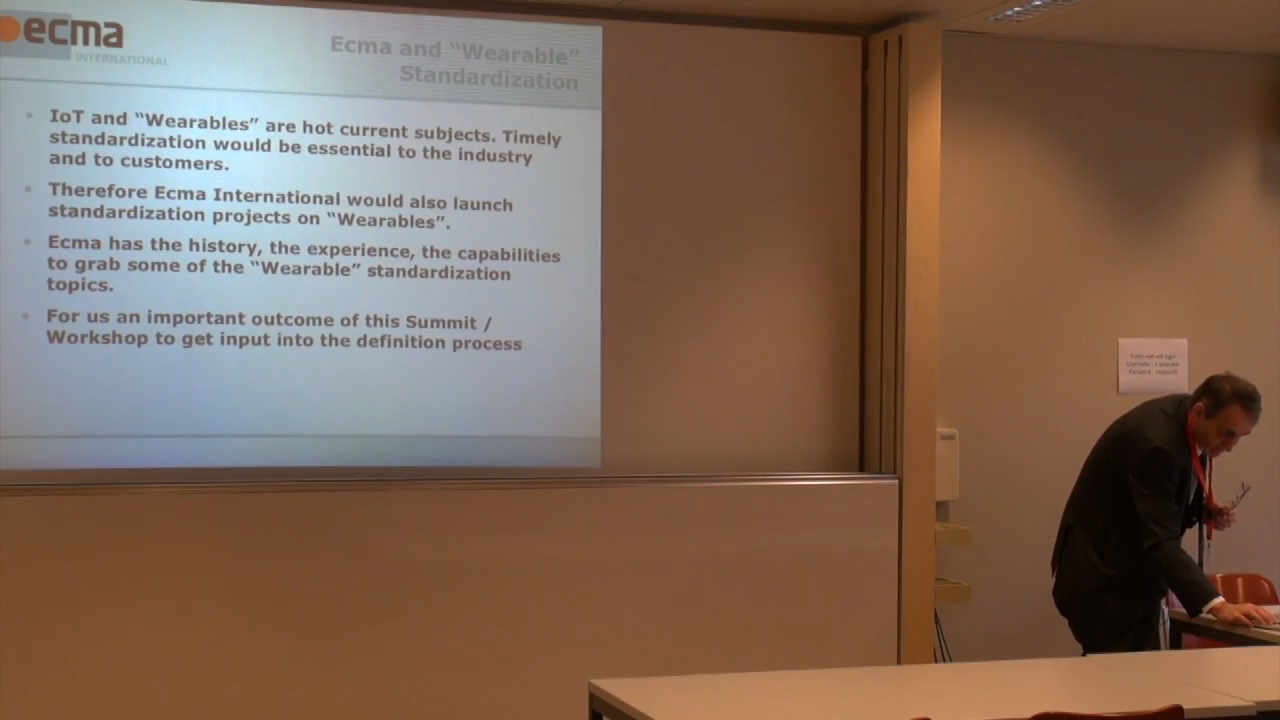 ecma
INTERNATIONAL
Ecma and “Wearable”
Standardization
IoT and “Wearables” are hot current subjects. Timely
standardization would be essential to the industry
and to customers.
Therefore Ecma International would also launch
standardization projects on “Wearables”.
Ecma has the history, the experience, the capabilities
to grab some of the “Wearable” standardization
topics.
For us an important outcome of this Summit /
Workshop to get input into the definition process